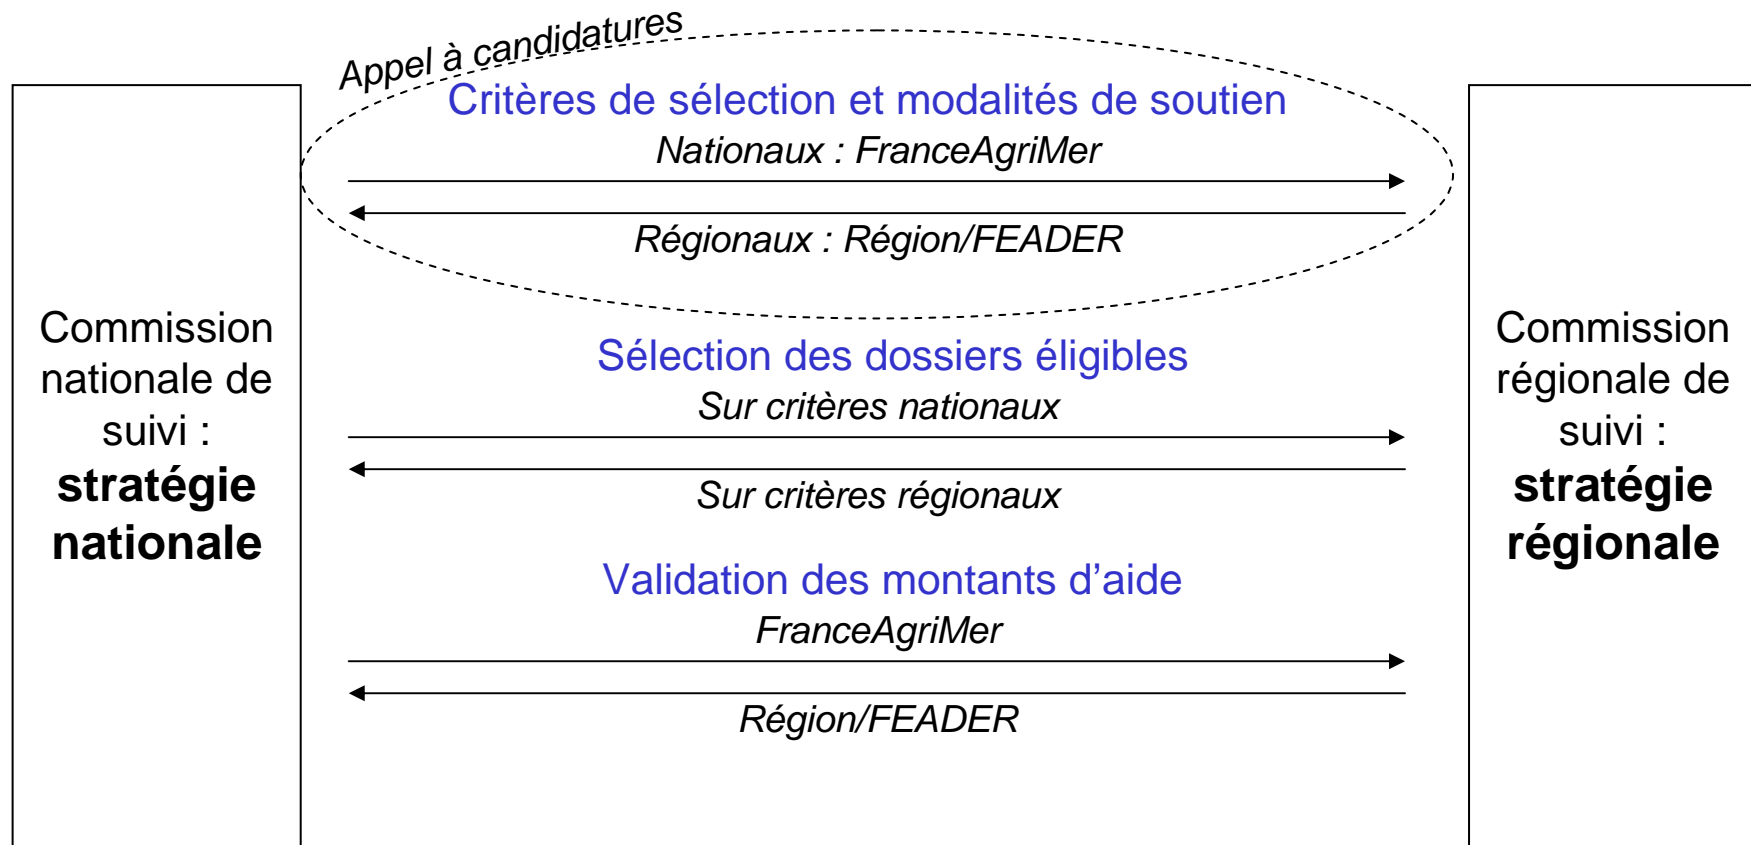 Appel à candidatures
Critères de sélection et modalités de soutien
Nationaux : FranceAgriMer
Régionaux : Région/FEADER
Commission
nationale de
suivi :
stratégie
nationale
Sélection des dossiers éligibles
Sur critères nationaux
Sur critères régionaux
Validation des montants d’aide
FranceAgriMer
Région/FEADER
Commission
régionale de
suivi :
stratégie
régionale